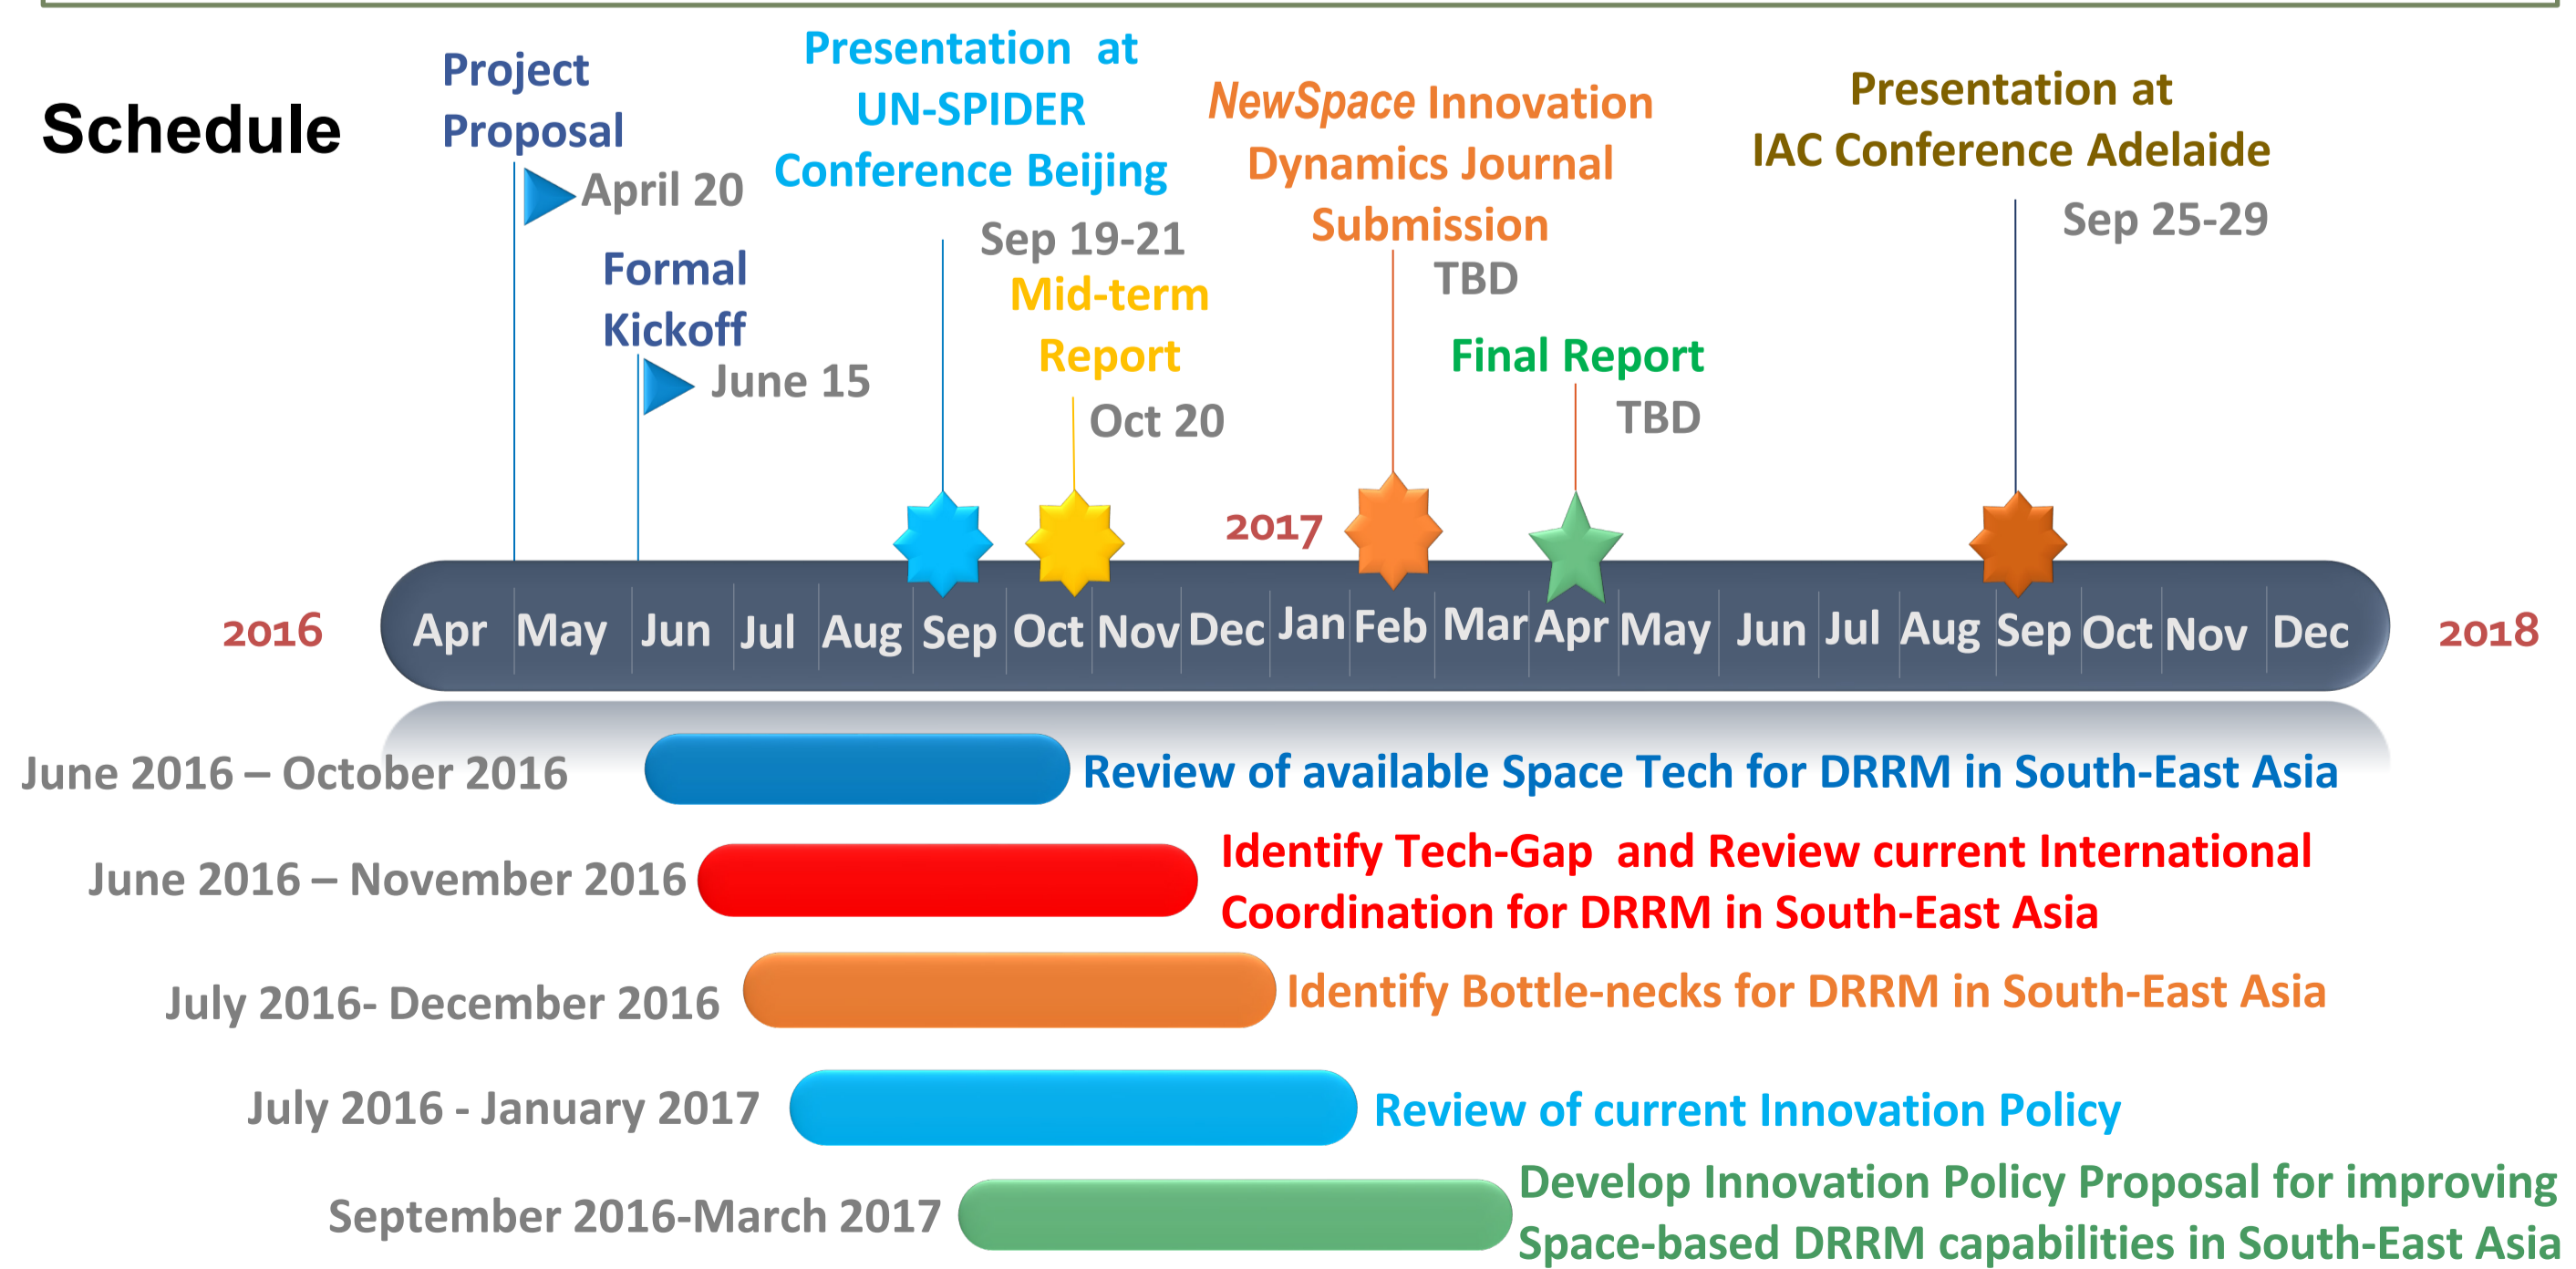 Schedule
Project
Proposal
April 20
Formal
Kickoff
June 15
Presentation at
UN-SPIDER
Conference Beijing
Sep 19-21
Mid-term
Report
Oct 20
NewSpace Innovation
Dynamics Journal
Submission
TBD
Final Report
TBD
Presentation at
IAC Conference Adelaide
Sep 25-29
2017
2016 Apr May Jun Jul Aug Sep Oct Nov Dec Jan Feb Mar Apr May Jun Jul Aug Sep Oct Nov Dec 2018
June 2016 – October 2016 Review of available Space Tech for DRRM in South-East Asia
June 2016 – November 2016
Identify Tech-Gap and Review current International
Coordination for DRRM in South-East Asia
July 2016- December 2016 Identify Bottle-necks for DRRM in South-East Asia
July 2016 - January 2017 Review of current Innovation Policy
September 2016-March 2017
Develop Innovation Policy Proposal for improving
Space-based DRRM capabilities in South-East Asia